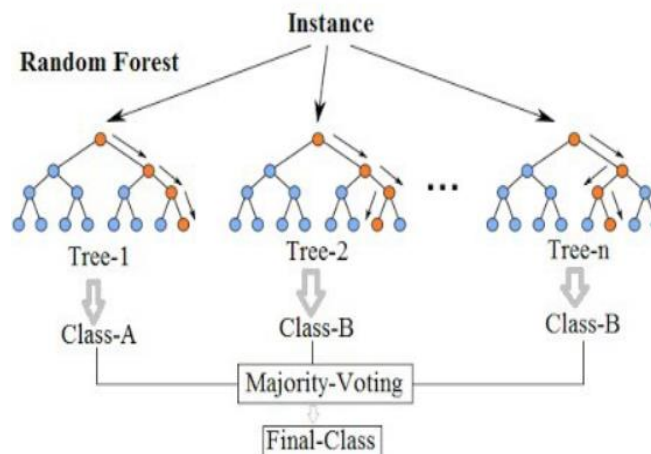 Instance
Random Forest
...
Tree-1
Tree-2
Tree-n
Class-A
Class-B
Class-B
Majority-Voting
Final-Class